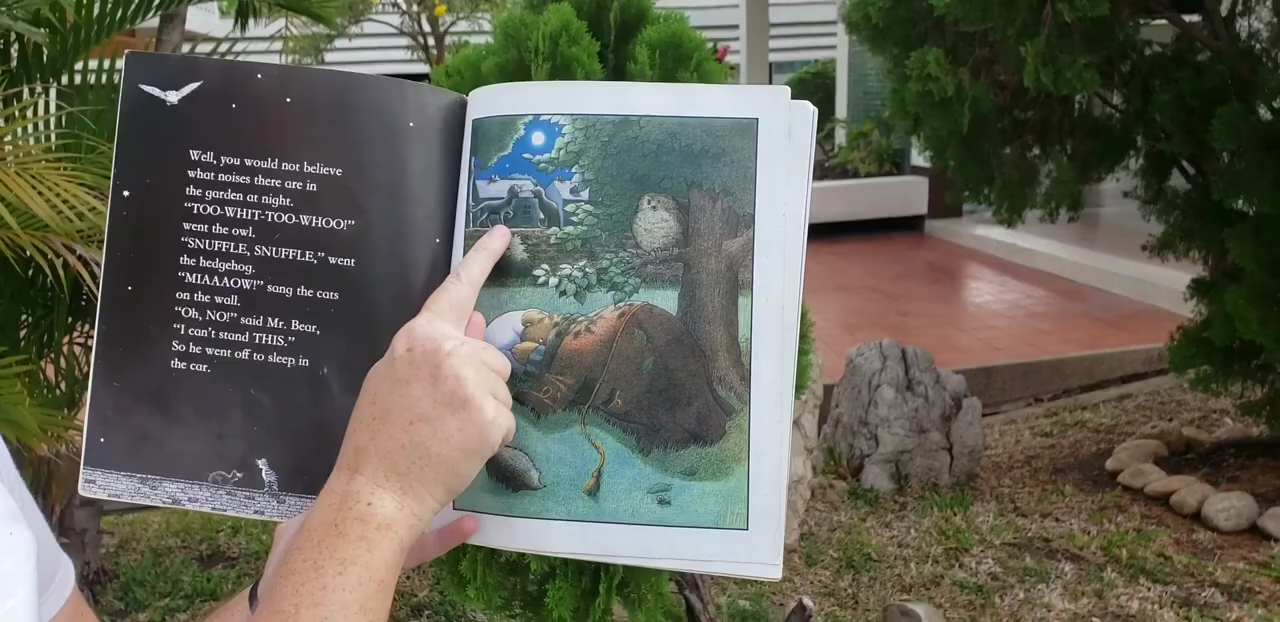 Well, you would not believe
what noises there are in
the garden at night.
“TOO-WHIT-TOO-WHOO!”
went the owl.
“SNUFFLE, SNUFFLE,” went
the hedgehog.
“MIAAAOW!” sang the cats
on the wall.
“Oh, NO!” said Mr. Bear,
“I can't stand THIS.”
So he went off to sleep in
the car.